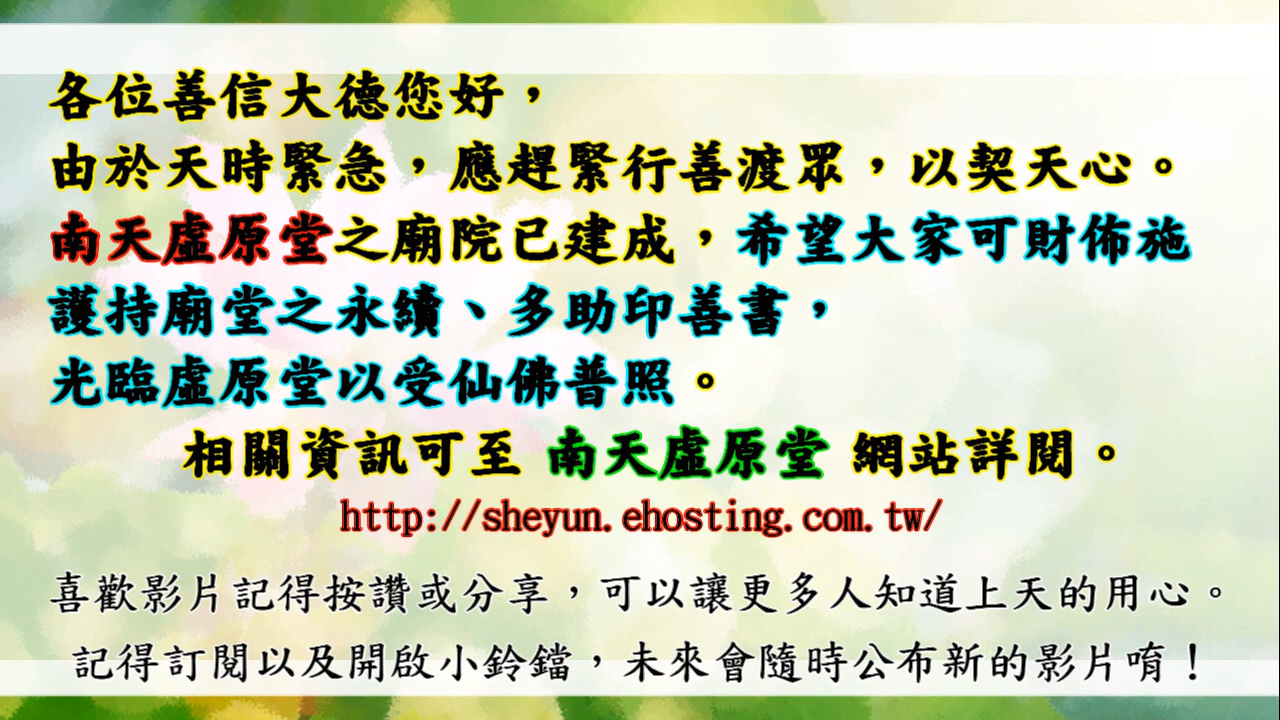 各位善信大德您好，
由於天時緊急，應趕緊行善渡眾，以契天心。
南天虛原堂之廟院已建成，希望大家可財佈施
護持廟堂之永續、多助印善書，
光臨虛原堂以受仙佛普照。
相關資訊可至 南天虛原堂 網站詳閱。
http://sheyun.ehosting.com.tw/
喜歡影片記得按讚或分享，可以讓更多人知道上天的用心。
記得訂閱以及開啟小鈴鐺，未來會隨時公布新的影片唷！